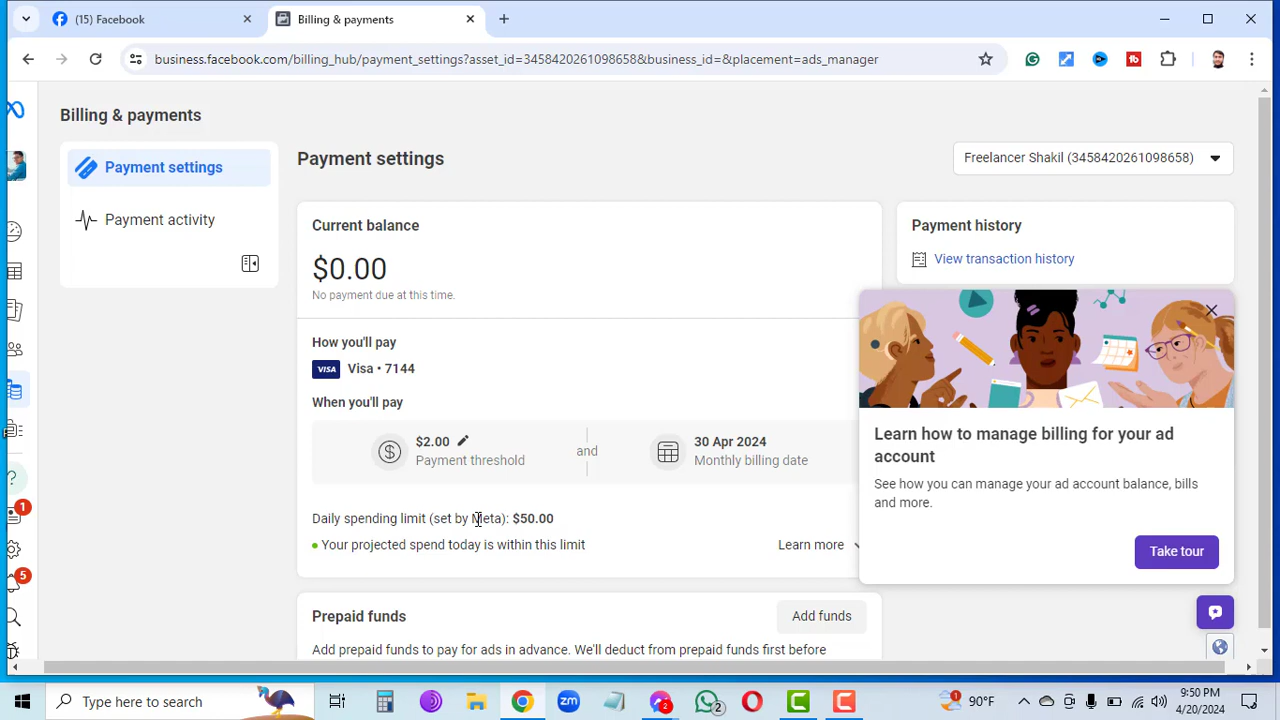 (15) Facebook
Billing & payments
business.facebook.com/billing_hub/payment_settings?asset_id=3458420261098658&business_id=&placement=ads_manager
Billing & payments
Payment settings
Payment activity
Payment settings
Freelancer Shakil (3458420261098658)
Current balance
$0.00
No payment due at this time.
How you'll pay
VISA Visa • 7144
When you'll pay
$2.00
Payment threshold
and
30 Apr 2024
Monthly billing date
Daily spending limit (set by Meta): $50.00
Your projected spend today is within this limit
Learn more
Payment history
View transaction history
Learn how to manage billing for your ad
account
See how you can manage your ad account balance, bills
and more.
Take tour
Prepaid funds
Add funds
Add prepaid funds to pay for ads in advance. We'll deduct from prepaid funds first before
1
5
Type here to search
zm
2
2
1
90°F
9:50 PM
4/20/2024